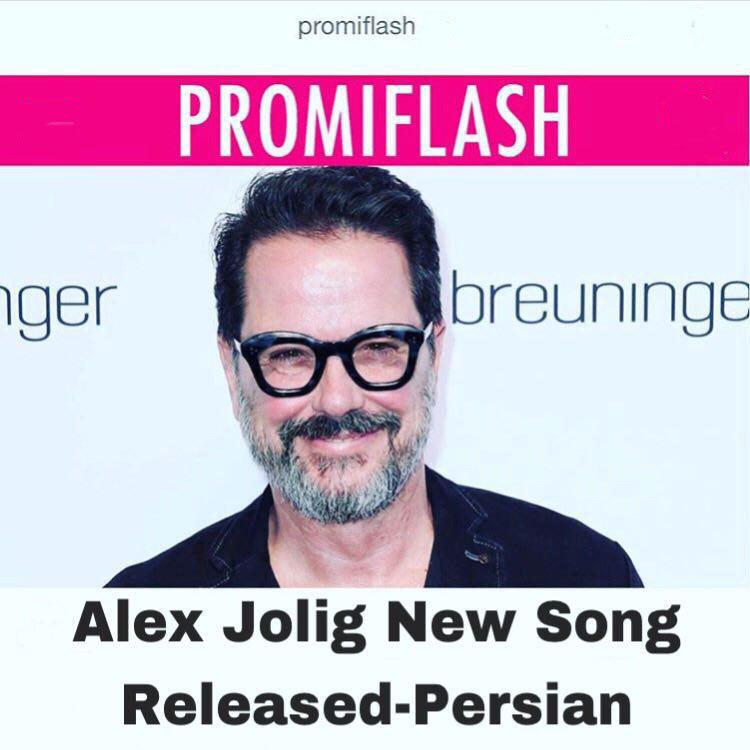 promiflash
PROMIFLASH
nger
breuninge
Alex Jolig New Song
Released-Persian